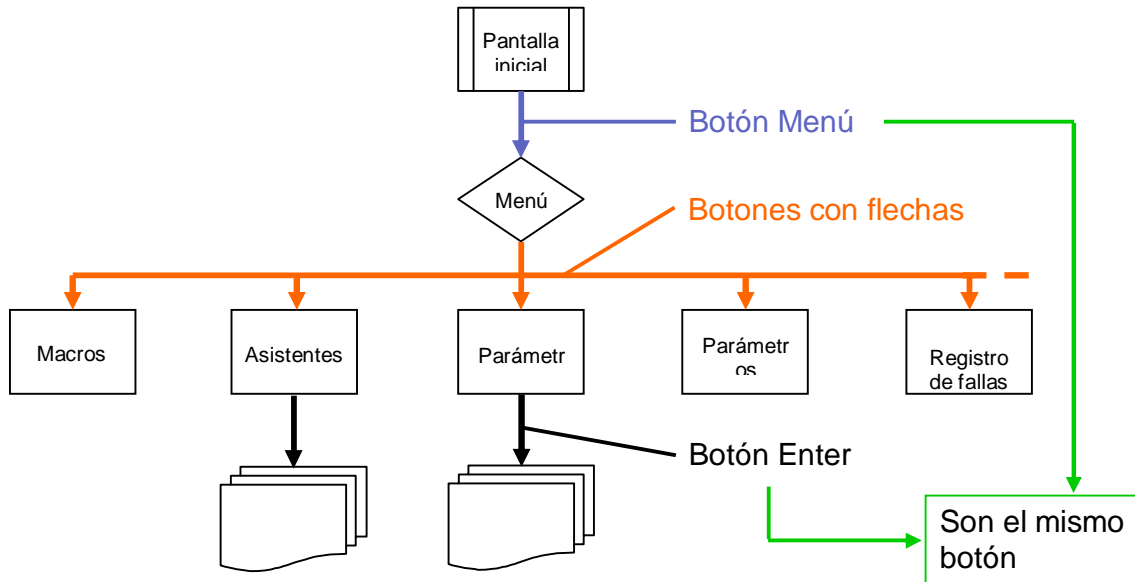 Pantalla
inicial
Botón Menú
Menú
Botones con flechas
Macros
Asistentes
Parámetr
Parámetr
os
Registro
de fallas
Botón Enter
Son el mismo
botón